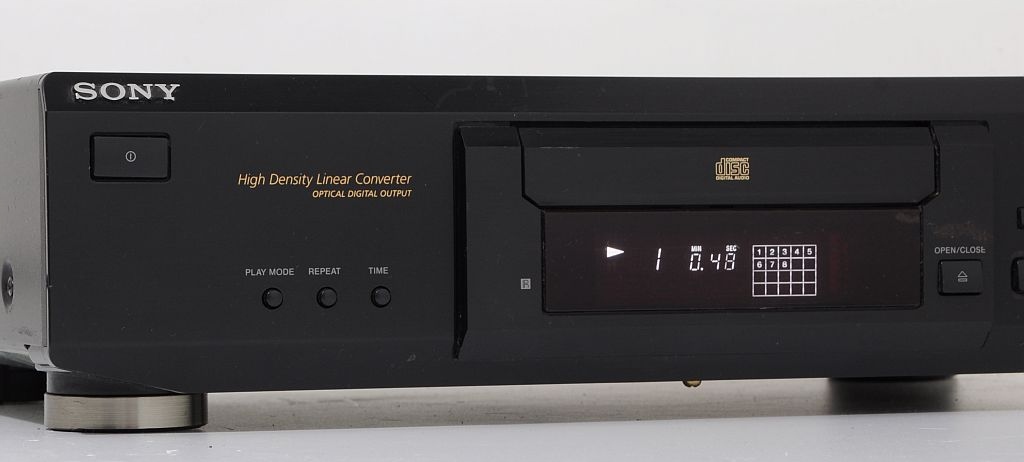 SONY
High Density Linear Converter
OPTICAL DIGITAL OUTPUT
PLAY MODE REPEAT TIME
COMPACT
disc
DIGITAL AUDIO
MIN SEC
1 0.48
1 2 3 4 5
6 7 8
R
OPEN/CLOSE